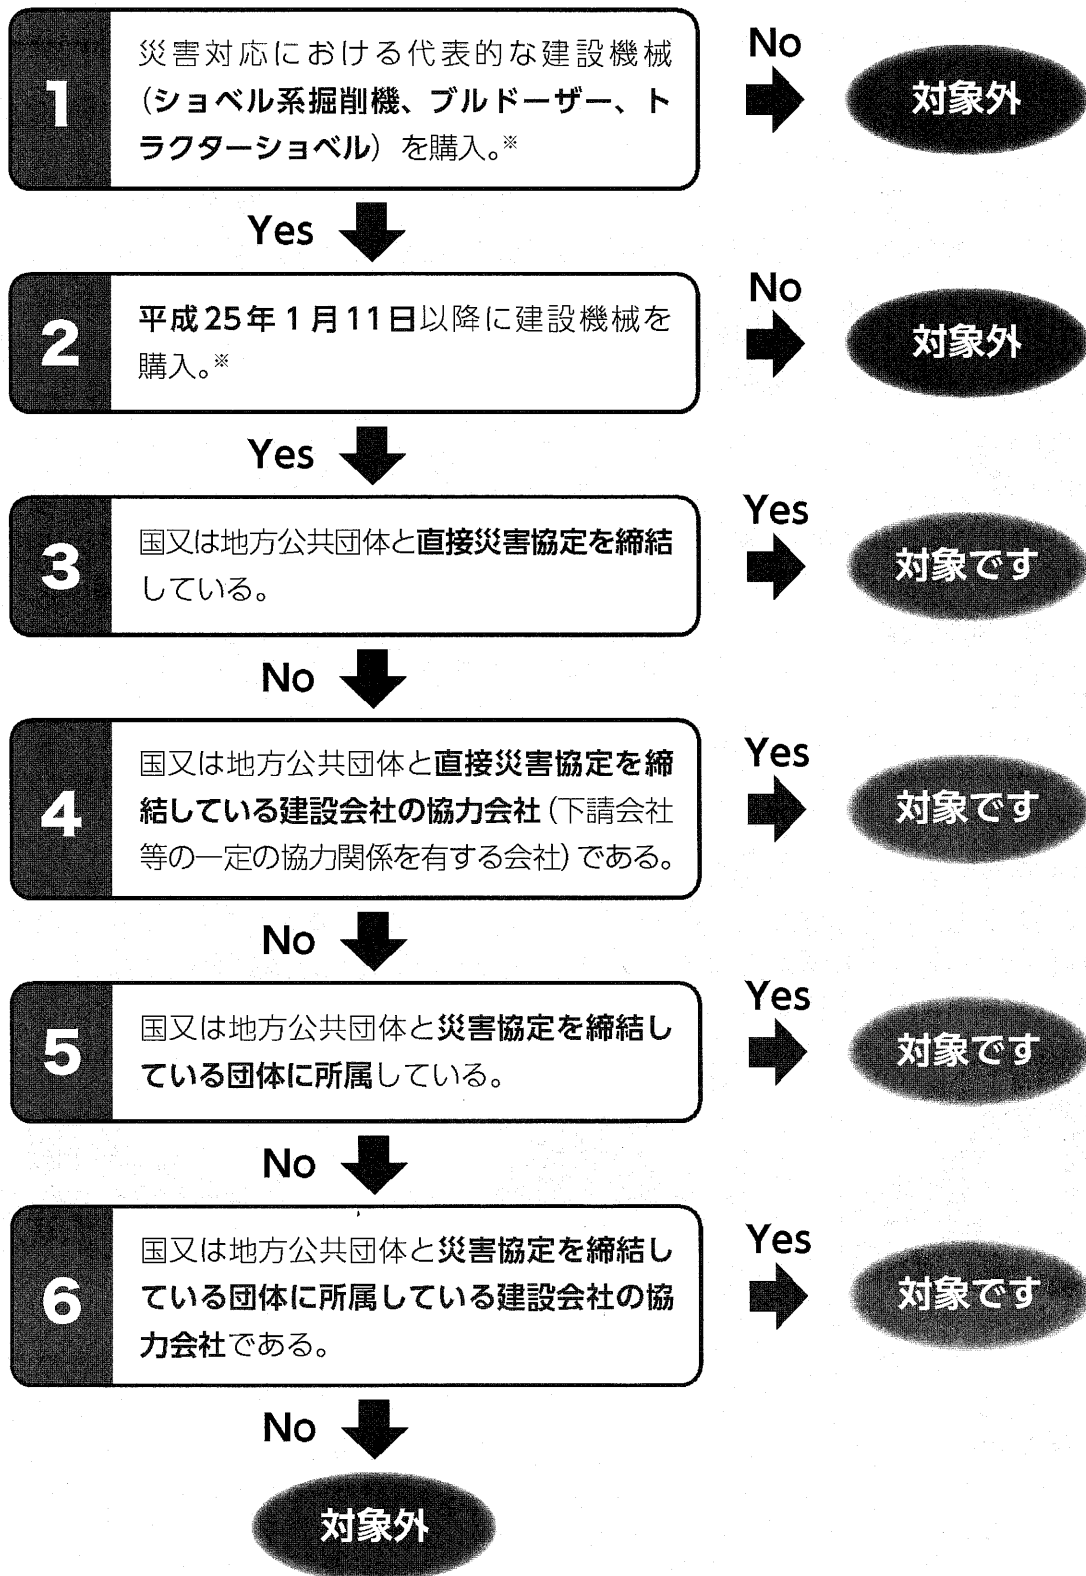 1
災害対応における代表的な建設機械
（ショベル系掘削機、ブルドーザー、ト
ラクターショベル）を購入。※
No
対象外
Yes
2
平成25年1月11日以降に建設機械を
購入。※
No
対象外
Yes
3
国又は地方公共団体と直接災害協定を締結
している。
Yes
対象です
No
4
国又は地方公共団体と直接災害協定を締
結している建設会社の協力会社（下請会社
等の一定の協力関係を有する会社）である。
Yes
対象です
No
5
国又は地方公共団体と災害協定を締結し
ている団体に所属している。
Yes
対象です
No
6
国又は地方公共団体と災害協定を締結し
ている団体に所属している建設会社の協
力会社である。
Yes
対象です
No
対象外